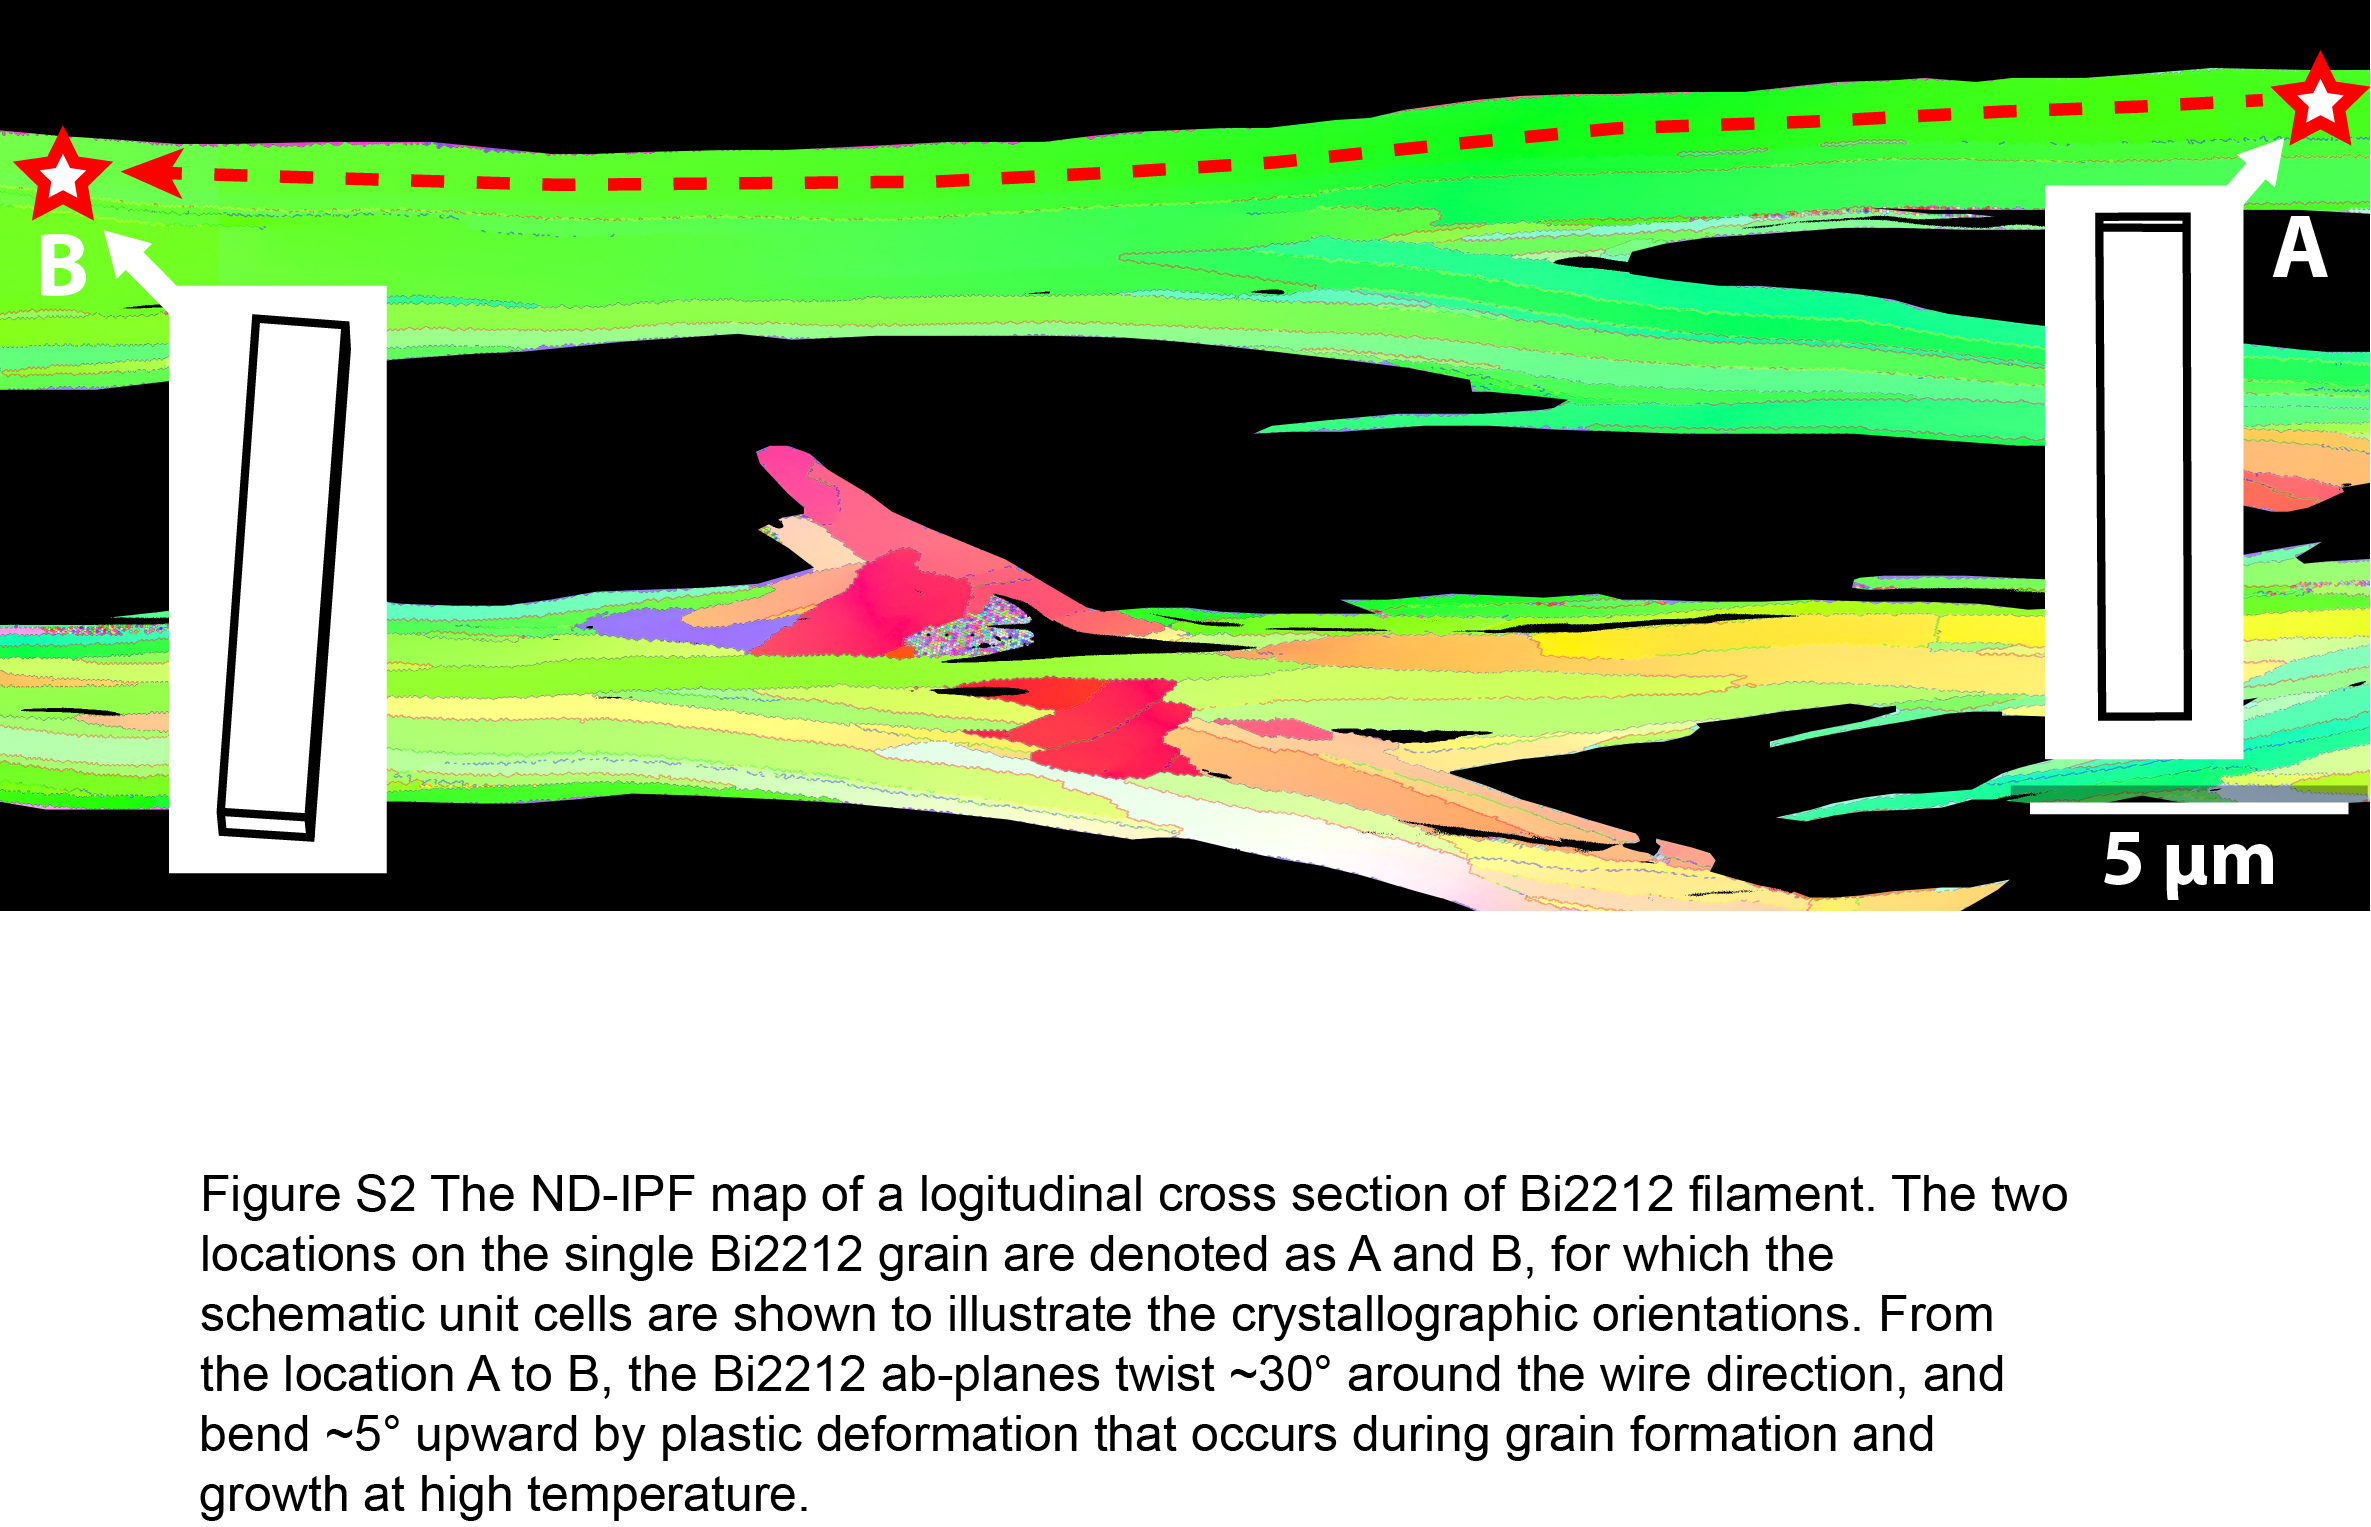 B
A
5 µm
Figure S2 The ND-IPF map of a logitudinal cross section of Bi2212 filament. The two
locations on the single Bi2212 grain are denoted as A and B, for which the
schematic unit cells are shown to illustrate the crystallographic orientations. From
the location A to B, the Bi2212 ab-planes twist ~30° around the wire direction, and
bend ~5° upward by plastic deformation that occurs during grain formation and
growth at high temperature.